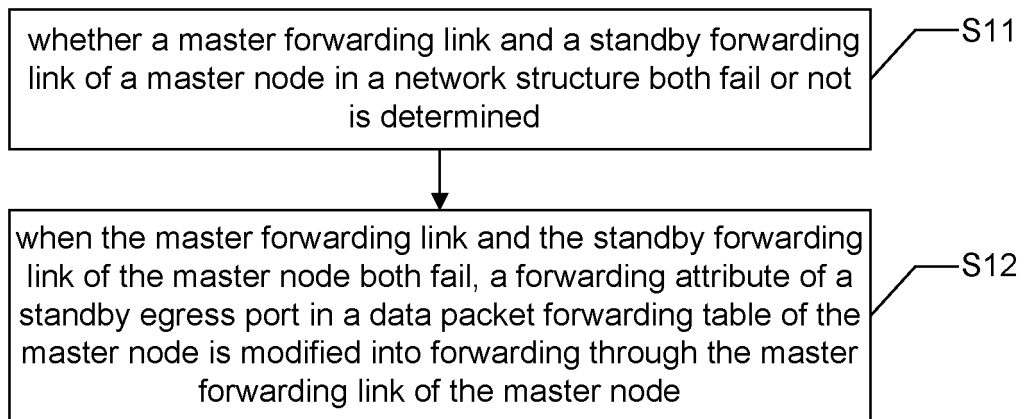 whether a master forwarding link and a standby forwarding
link of a master node in a network structure both fail or not
is determined
S11
when the master forwarding link and the standby forwarding
link of the master node both fail, a forwarding attribute of a
standby egress port in a data packet forwarding table of the
master node is modified into forwarding through the master
forwarding link of the master node
S12